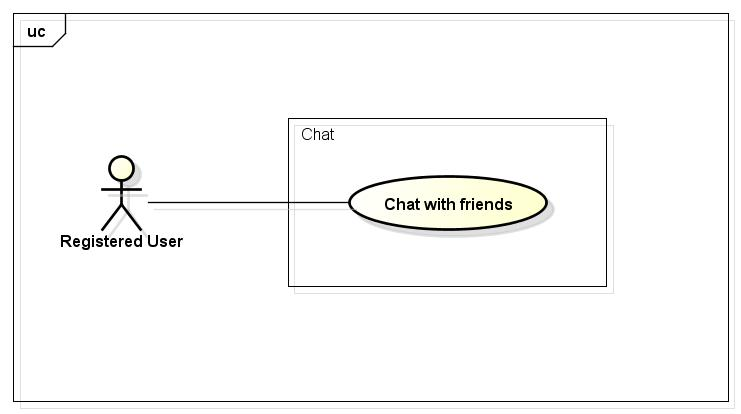 uc
Chat
Chat with friends
Registered User